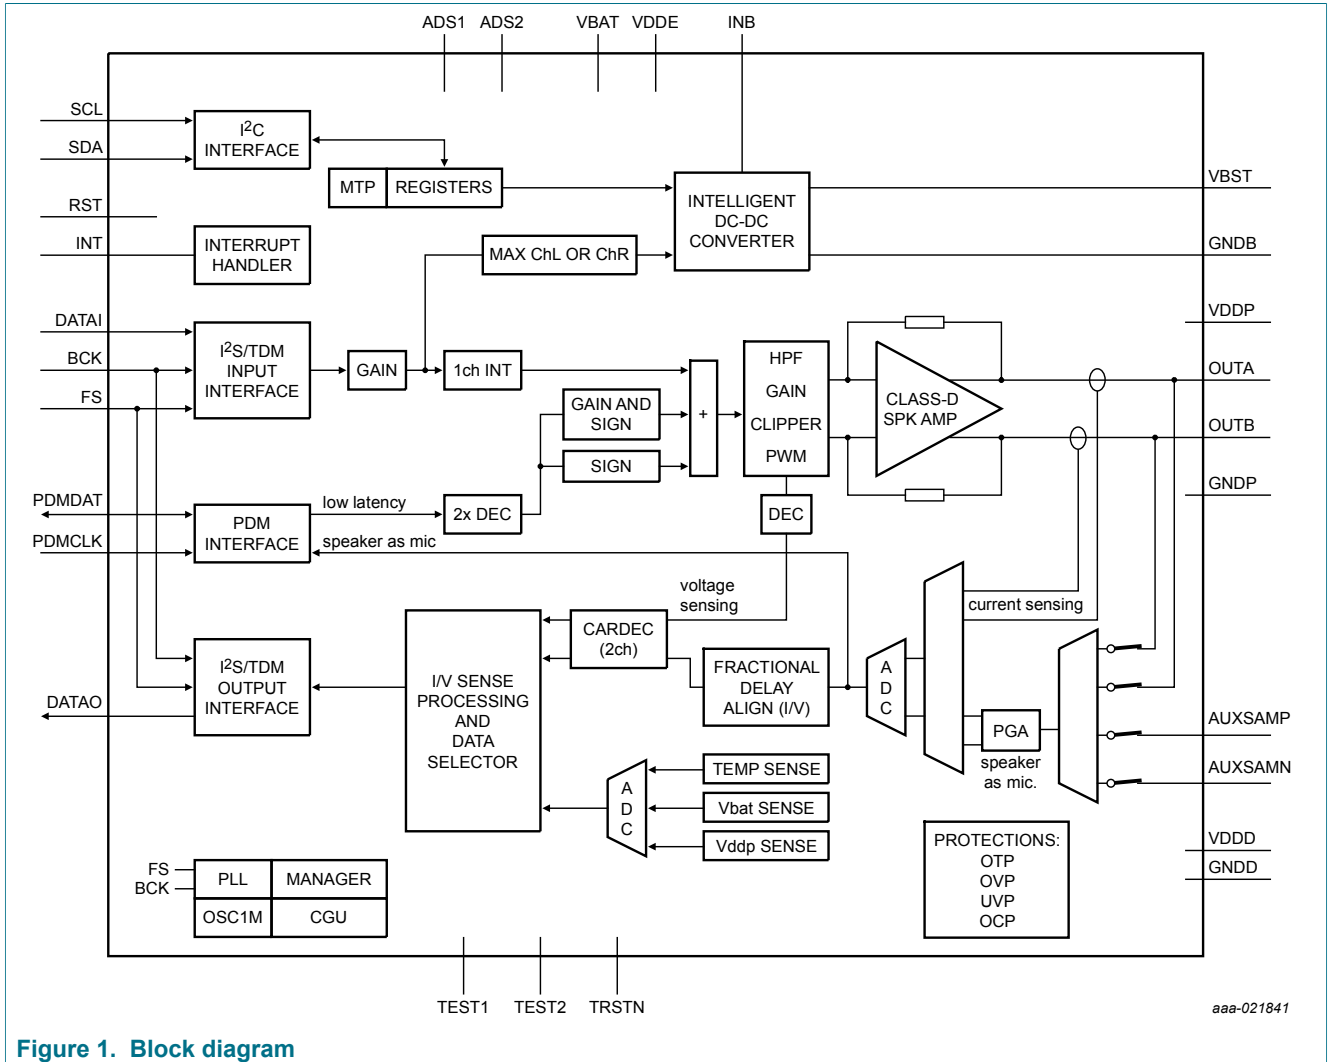 ADS1 ADS2 VBAT VDDE INB
SCL
SDA
RST
INT
DATAI
BCK
FS
PDMDAT
PDMCLK
DATAO
I2C
INTERFACE
MTP REGISTERS
INTERRUPT
HANDLER
MAX ChL OR ChR
INTELLIGENT
DC-DC
CONVERTER
VBST
GNDB
VDDP
OUTA
OUTB
GNDP
I2S/TDM
INPUT
INTERFACE
GAIN
1ch INT
GAIN AND
SIGN
SIGN
+
HPF
GAIN
CLIPPER
PWM
CLASS-D
SPK AMP
PDM
INTERFACE
low latency
speaker as mic
2x DEC
DEC
voltage
sensing
current sensing
I2S/TDM
OUTPUT
INTERFACE
I/V SENSE
PROCESSING
AND
DATA
SELECTOR
CARDEC
(2ch)
FRACTIONAL
DELAY
ALIGN (I/V)
A
D
C
PGA
speaker
as mic.
AUXSAMP
AUXSAMN
A
D
C
TEMP SENSE
Vbat SENSE
Vddp SENSE
PROTECTIONS:
OTP
OVP
UVP
OCP
VDDD
GNDD
FS
BCK
PLL MANAGER
OSC1M CGU
TEST1 TEST2 TRSTN
aaa-021841
Figure 1. Block diagram